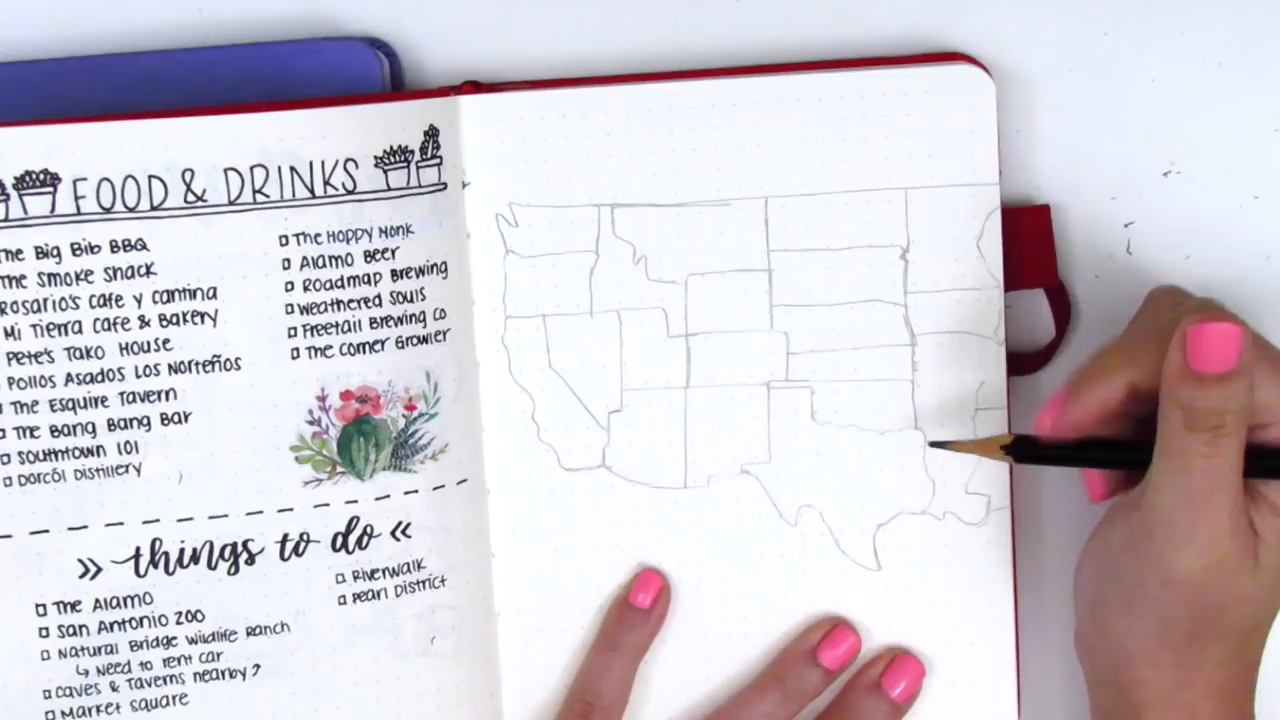 FOOD & DRINKS
The Big Bib BBQ
The Smoke Shack
Rosario's Cafe y Cantina
Mi Tierra Cafe & Bakery
Pete's Tako House
Pollos Asados Los Norteños
The Esquire Tavern
The Bang Bang Bar
Southtown 101
Dorcól Distillery
The Hoppy Monk
Alamo Beer
Roadmap Brewing
Weathered Souls
Freetail Brewing Co.
The Corner Growler
» things to do «
The Alamo
San Antonio Zoo
Natural Bridge Wildlife Ranch
↳ Need to rent car
Caves & Taverns nearby?
Market Square
Riverwalk
Pearl District